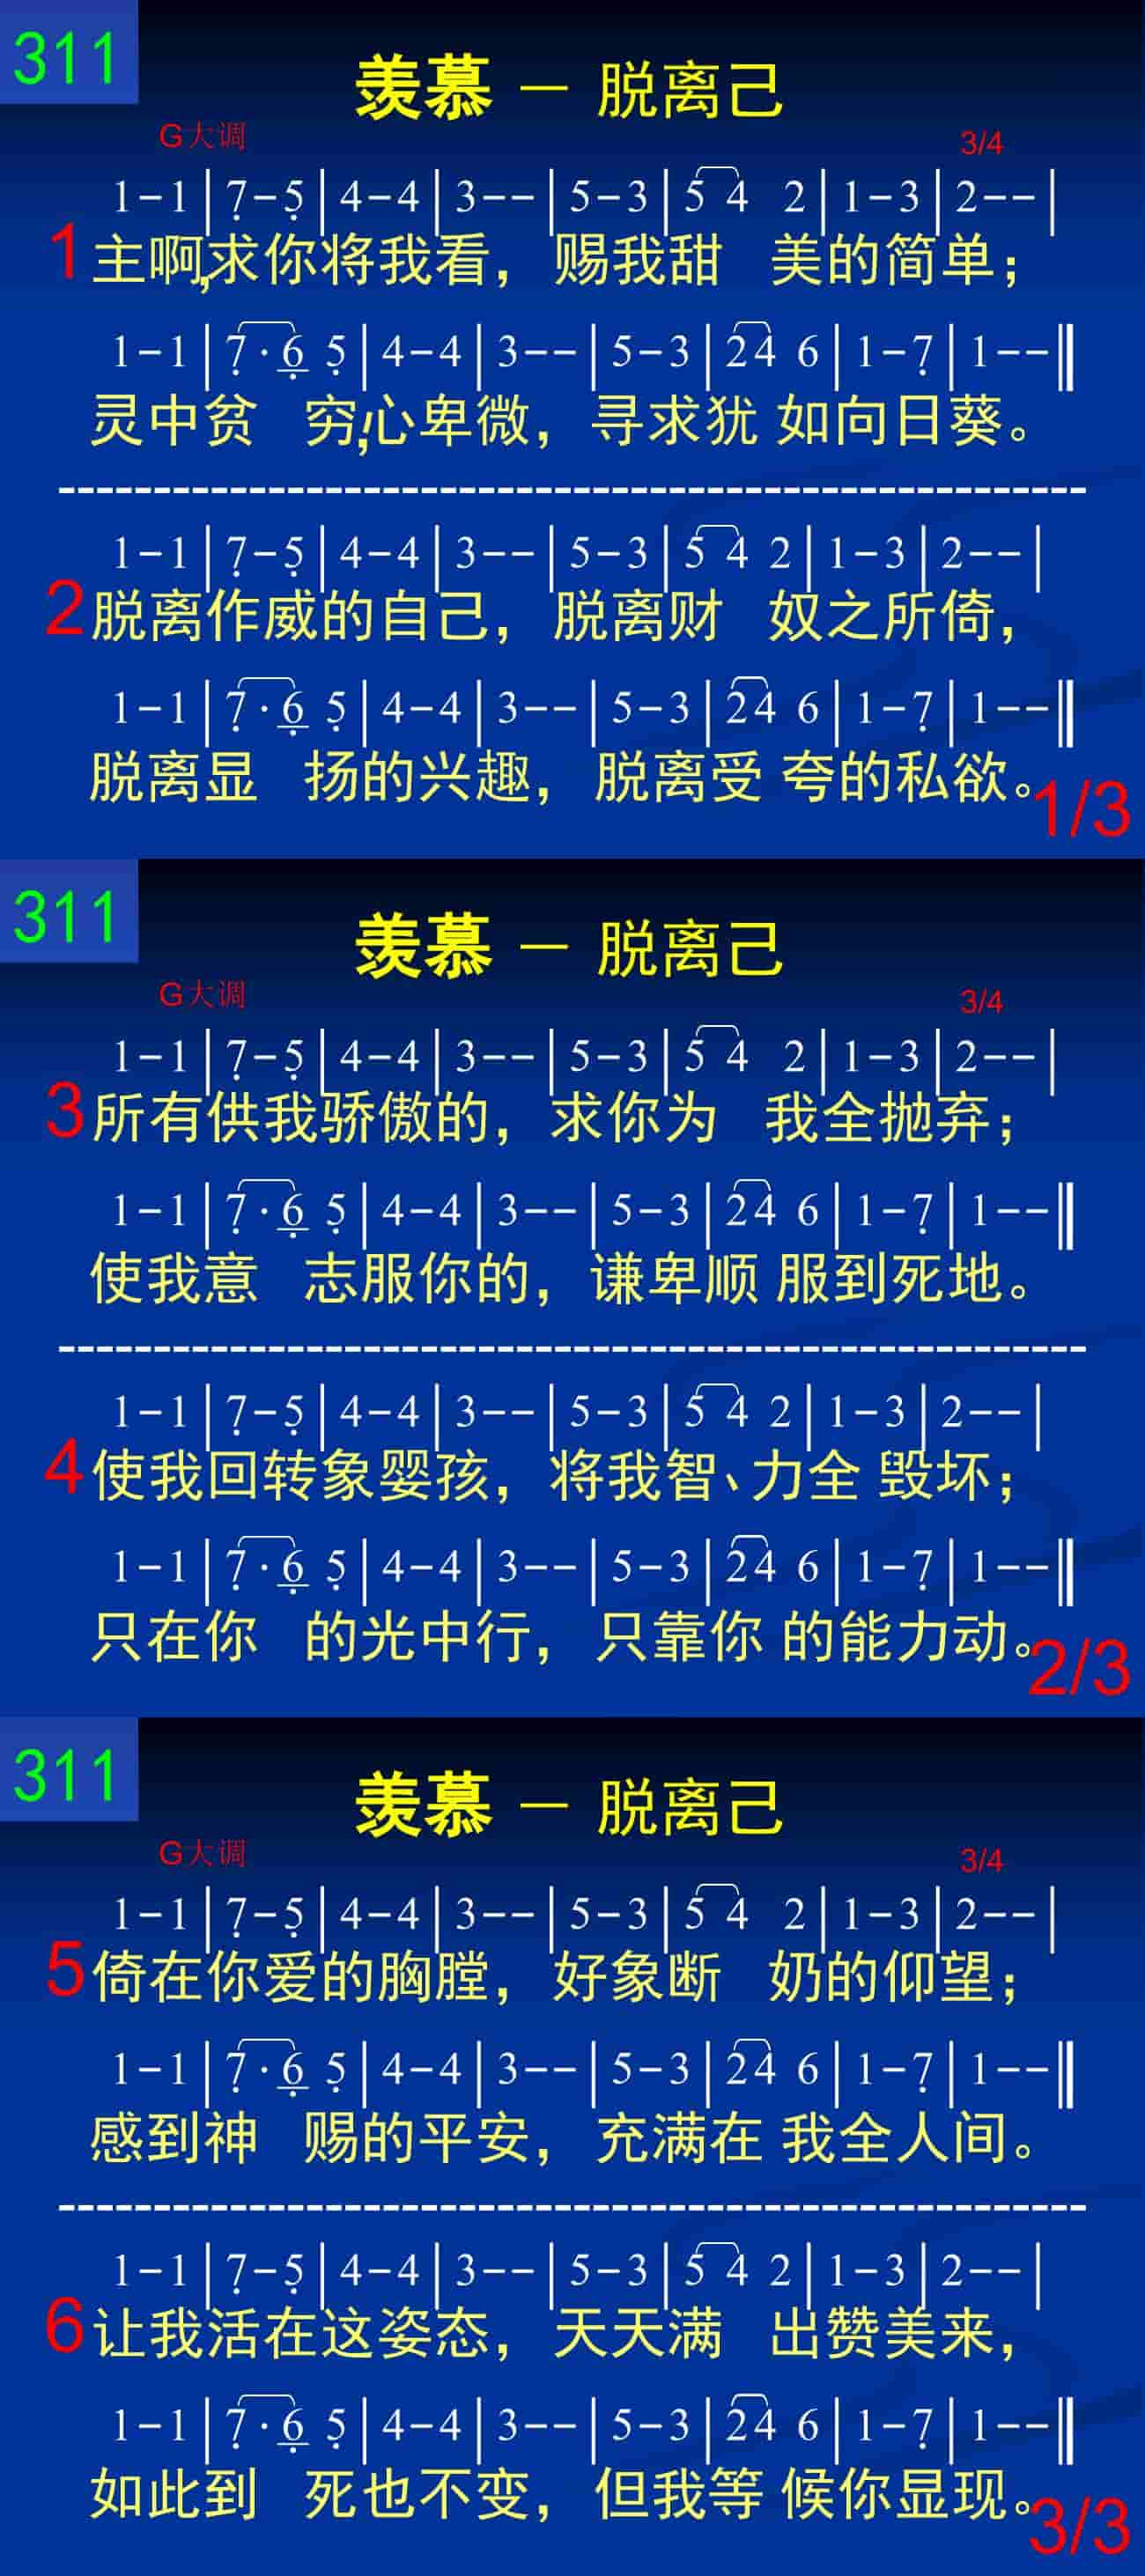 311
羡慕 － 脱离己
G大调 3/4
1-1|7-5|4-4|3--|5-3|5 4 2|1-3|2--|
1 主啊,求你将我看，赐我甜 美的简单；
1-1|7·6 5|4-4|3--|5-3|24 6|1-7|1--‖
灵中贫 穷,心卑微，寻求犹 如向日葵。
1-1|7-5|4-4|3--|5-3|5 4 2|1-3|2--|
2 脱离作威的自己，脱离财 奴之所倚，
1-1|7·6 5|4-4|3--|5-3|24 6|1-7|1--‖
脱离显 扬的兴趣，脱离受 夸的私欲。
1/3
311
羡慕 － 脱离己
G大调 3/4
1-1|7-5|4-4|3--|5-3|5 4 2|1-3|2--|
3 所有供我骄傲的，求你为 我全抛弃；
1-1|7·6 5|4-4|3--|5-3|24 6|1-7|1--‖
使我意 志服你的，谦卑顺 服到死地。
1-1|7-5|4-4|3--|5-3|5 4 2|1-3|2--|
4 使我回转象婴孩，将我智、力全 毁坏；
1-1|7·6 5|4-4|3--|5-3|24 6|1-7|1--‖
只在你 的光中行，只靠你 的能力动。
2/3
311
羡慕 － 脱离己
G大调 3/4
1-1|7-5|4-4|3--|5-3|5 4 2|1-3|2--|
5 倚在你爱的胸膛，好象断 奶的仰望；
1-1|7·6 5|4-4|3--|5-3|24 6|1-7|1--‖
感到神 赐的平安，充满在 我全人间。
1-1|7-5|4-4|3--|5-3|5 4 2|1-3|2--|
6 让我活在这姿态，天天满 出赞美来，
1-1|7·6 5|4-4|3--|5-3|24 6|1-7|1--‖
如此到 死也不变，但我等 候你显现。
3/3